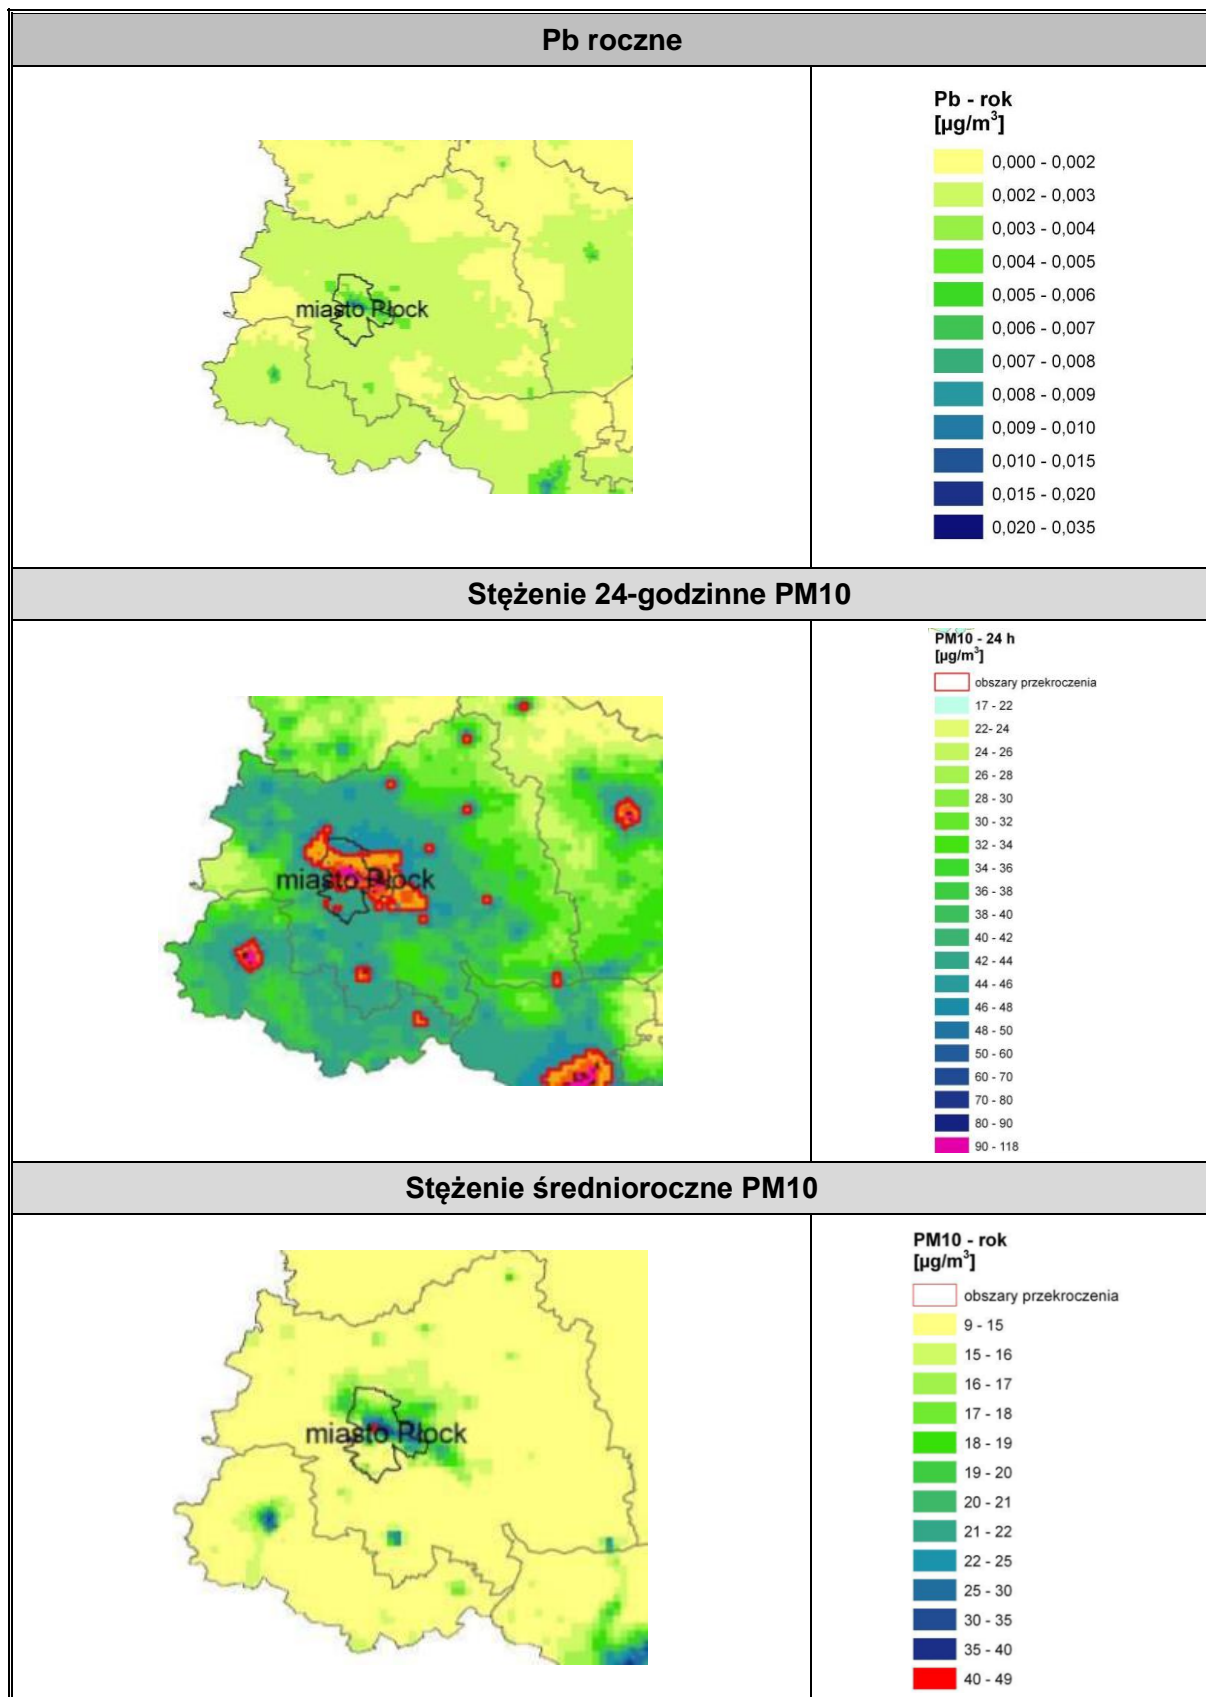 Pb roczne
miasto Płock
Pb - rok
[µg/m³]
0,000 - 0,002
0,002 - 0,003
0,003 - 0,004
0,004 - 0,005
0,005 - 0,006
0,006 - 0,007
0,007 - 0,008
0,008 - 0,009
0,009 - 0,010
0,010 - 0,015
0,015 - 0,020
0,020 - 0,035
Stężenie 24-godzinne PM10
miasto Płock
PM10 - 24 h
[µg/m³]
obszary przekroczenia
17 - 22
22- 24
24 - 26
26 - 28
28 - 30
30 - 32
32 - 34
34 - 36
36 - 38
38 - 40
40 - 42
42 - 44
44 - 46
46 - 48
48 - 50
50 - 60
60 - 70
70 - 80
80 - 90
90 - 118
Stężenie średnioroczne PM10
miasto Płock
PM10 - rok
[µg/m³]
obszary przekroczenia
9 - 15
15 - 16
16 - 17
17 - 18
18 - 19
19 - 20
20 - 21
21 - 22
22 - 25
25 - 30
30 - 35
35 - 40
40 - 49